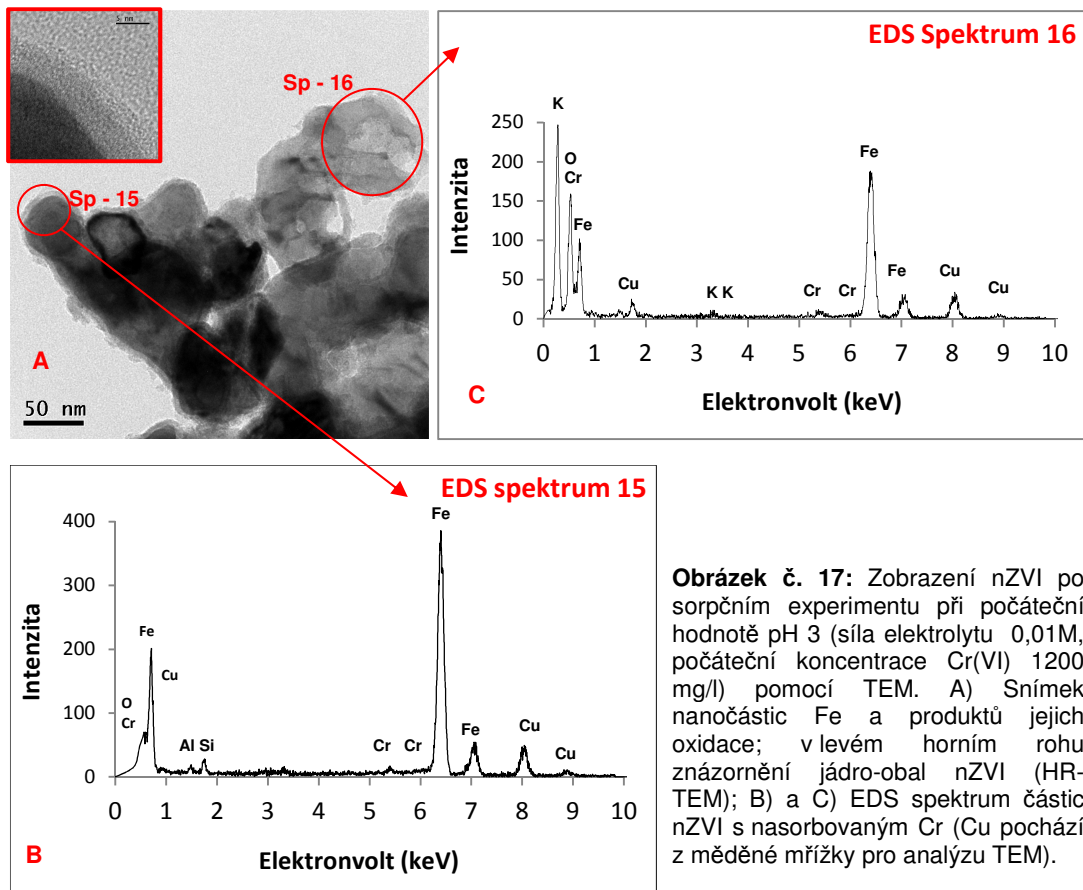 5 nm
Sp - 16
Sp - 15
A
50 nm
EDS Spektrum 16
K
O
Cr
Fe
Cu
K K
Cr
Cr
Fe
Fe
Cu
Cu
Intenzita
250
200
150
100
50
0
0 1 2 3 4 5 6 7 8 9 10
Elektronvolt (keV)
C
EDS spektrum 15
Fe
Cu
O
Cr
Al Si
Cr
Cr
Fe
Fe
Cu
Cu
Intenzita
400
300
200
100
0
0 1 2 3 4 5 6 7 8 9 10
Elektronvolt (keV)
B
Obrázek č. 17: Zobrazení nZVI po
sorpčním experimentu při počáteční
hodnotě pH 3 (síla elektrolytu 0,01M,
počáteční koncentrace Cr(VI) 1200
mg/l) pomocí TEM. A) Snímek
nanočástic Fe a produktů jejich
oxidace; v levém horním rohu
znázornění jádro-obal nZVI (HR-
TEM); B) a C) EDS spektrum částic
nZVI s nasorbovaným Cr (Cu pochází
z měděné mřížky pro analýzu TEM).